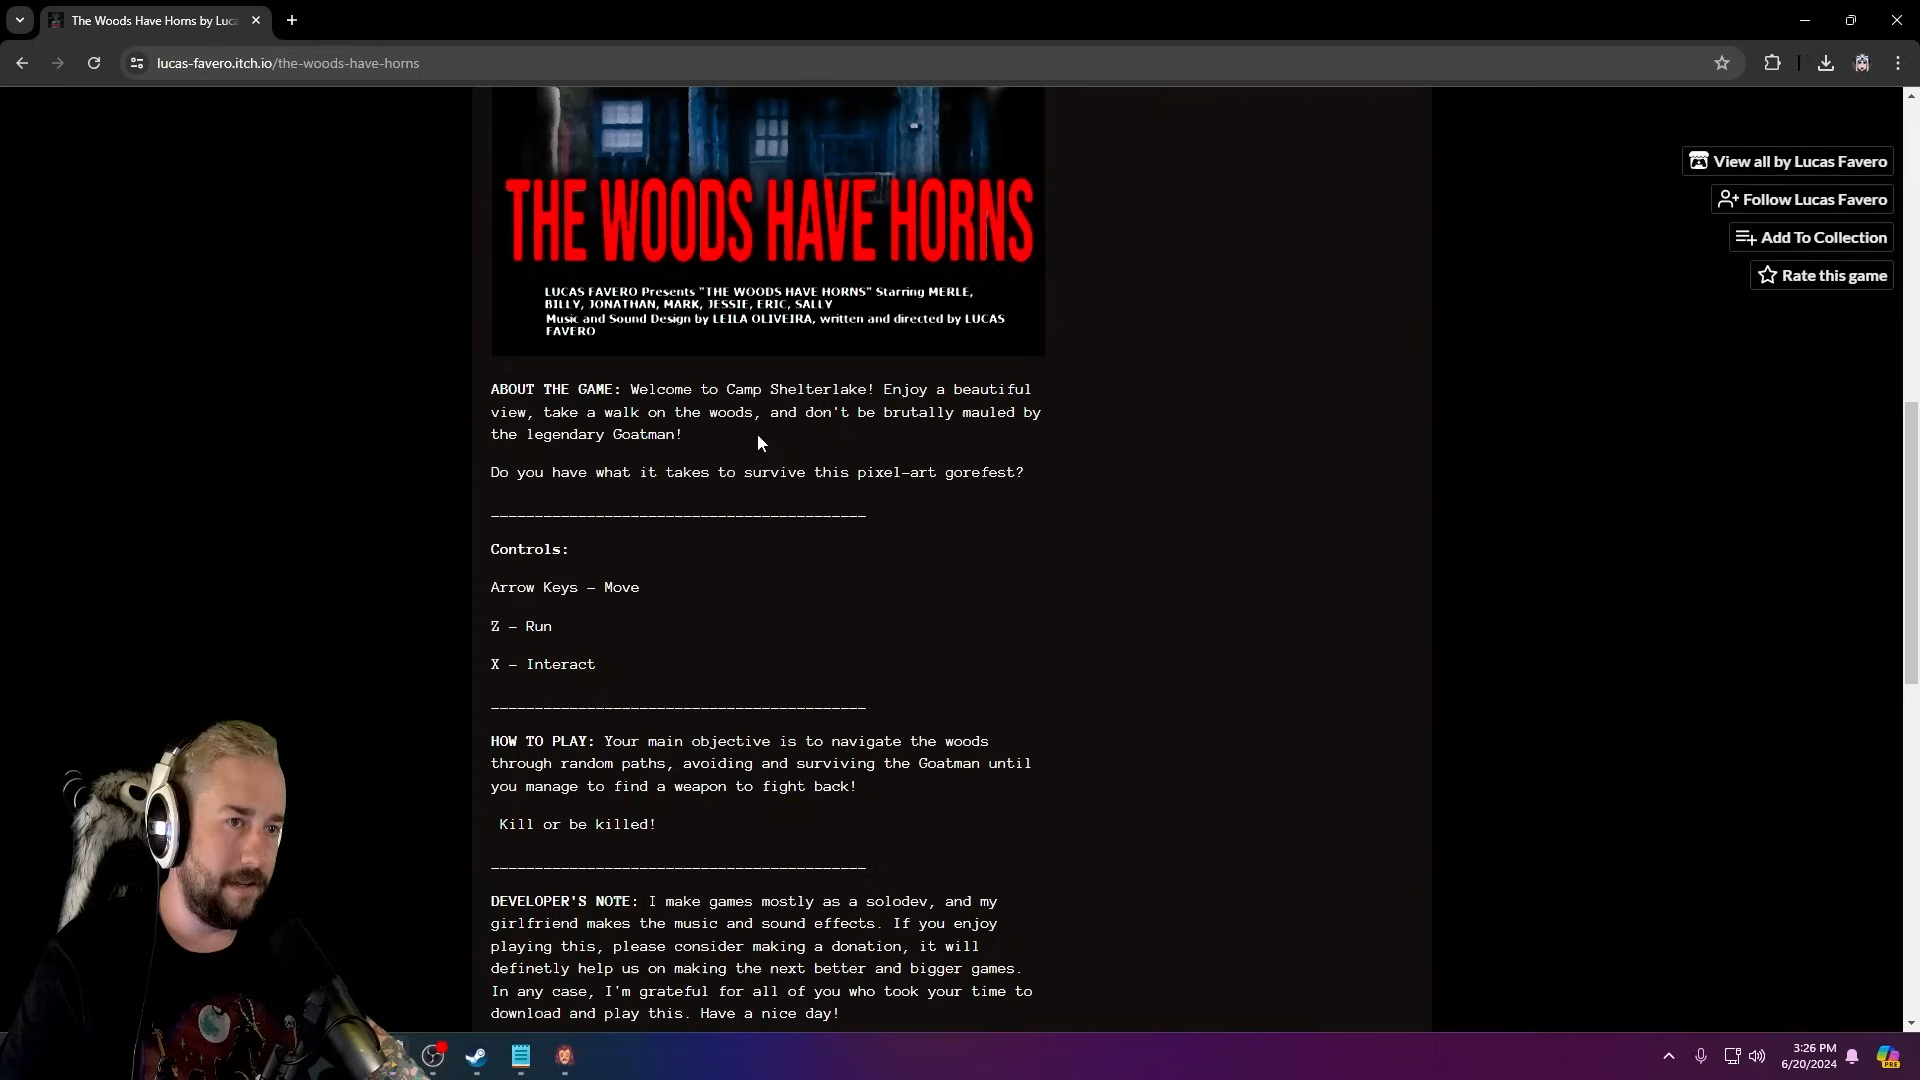 The Woods Have Horns by Luca
lucas-favero.itch.io/the-woods-have-horns
View all by Lucas Favero
Follow Lucas Favero
Add To Collection
Rate this game
THE WOODS HAVE HORNS
LUCAS FAVERO Presents "THE WOODS HAVE HORNS" Starring MERLE,
BILLY, JONATHAN, MARK, JESSIE, ERIC, SALLY
Music and Sound Design by LEILA OLIVEIRA, written and directed by LUCAS
FAVERO
ABOUT THE GAME: Welcome to Camp Shelterlake! Enjoy a beautiful
view, take a walk on the woods, and don't be brutally mauled by
the legendary Goatman!
Do you have what it takes to survive this pixel-art gorefest?
___________________________________________
Controls:
Arrow Keys - Move
Z - Run
X - Interact
___________________________________________
HOW TO PLAY: Your main objective is to navigate the woods
through random paths, avoiding and surviving the Goatman until
you manage to find a weapon to fight back!
Kill or be killed!
___________________________________________
DEVELOPER'S NOTE: I make games mostly as a solodev, and my
girlfriend makes the music and sound effects. If you enjoy
playing this, please consider making a donation, it will
definetly help us on making the next better and bigger games.
In any case, I'm grateful for all of you who took your time to
download and play this. Have a nice day!
3:26 PM
6/20/2024
PRE